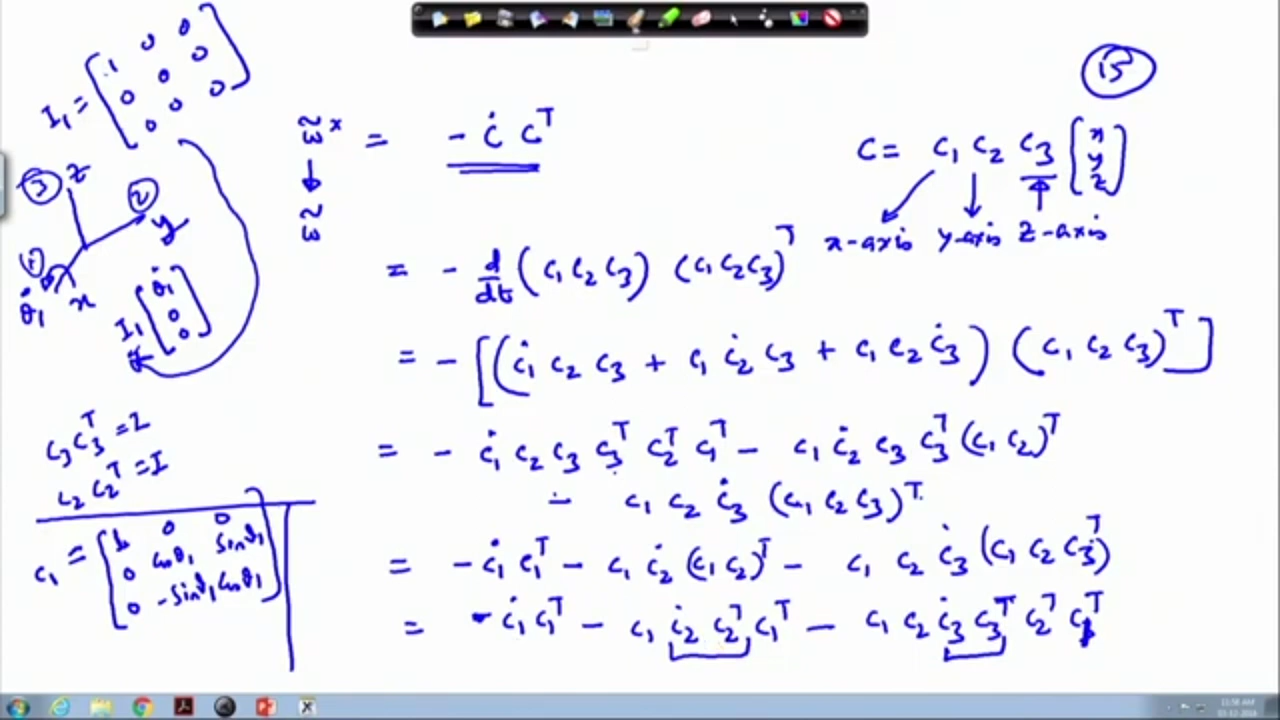 15
I₁ = [1 0 0; 0 0 0; 0 0 0]
ω̃ˣ = - Ċ Cᵀ
ω̃
C = C₁ C₂ C₃ [x; y; z]
x-axis y-axis z-axis
③ z
② y
① x
θ̇₁
I₁ [θ̇₁; 0; 0]
= - d/dt (C₁ C₂ C₃) (C₁ C₂ C₃)ᵀ
= - [(Ċ₁ C₂ C₃ + C₁ Ċ₂ C₃ + C₁ C₂ Ċ₃) (C₁ C₂ C₃)ᵀ]
= - Ċ₁ C₂ C₃ C₃ᵀ C₂ᵀ C₁ᵀ - C₁ Ċ₂ C₃ C₃ᵀ (C₁ C₂)ᵀ
- C₁ C₂ Ċ₃ (C₁ C₂ C₃)ᵀ
= - Ċ₁ C₁ᵀ - C₁ Ċ₂ (C₁ C₂)ᵀ - C₁ C₂ Ċ₃ (C₁ C₂ C₃)ᵀ
= - Ċ₁ C₁ᵀ - C₁ Ċ₂ C₂ᵀ C₁ᵀ - C₁ C₂ Ċ₃ C₃ᵀ C₂ᵀ C₁ᵀ
C₃ C₃ᵀ = I
C₂ C₂ᵀ = I
C₁ = [1 0 0; 0 cosθ₁ sinθ₁; 0 -sinθ₁ cosθ₁]
11:58 AM